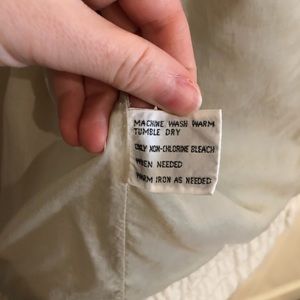 MACHINE WASH WARM
TUMBLE DRY
ONLY NON-CHLORINE BLEACH
WHEN NEEDED
WARM IRON AS NEEDED